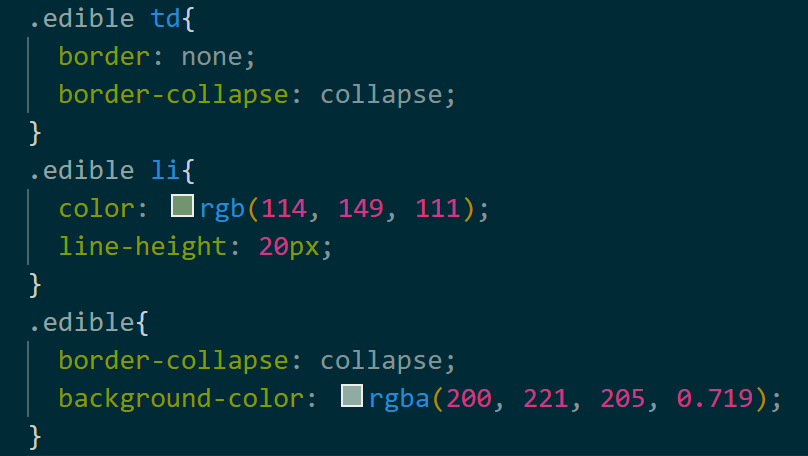 .edible td{
border: none;
border-collapse: collapse;
}
.edible li{
color: rgb(114, 149, 111);
line-height: 20px;
}
.edible{
border-collapse: collapse;
background-color: rgba(200, 221, 205, 0.719);
}